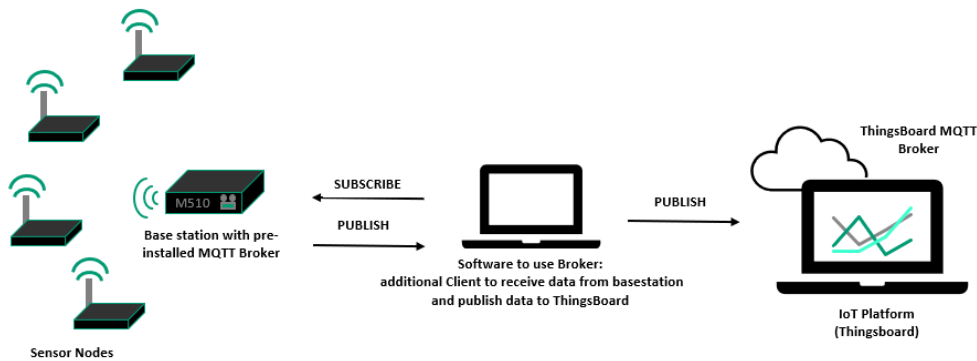 ThingsBoard MQTT
Broker
M510
SUBSCRIBE
PUBLISH
PUBLISH
Base station with pre-
installed MQTT Broker
Software to use Broker:
additional Client to receive data from basestation
and publish data to ThingsBoard
IoT Platform
(Thingsboard)
Sensor Nodes